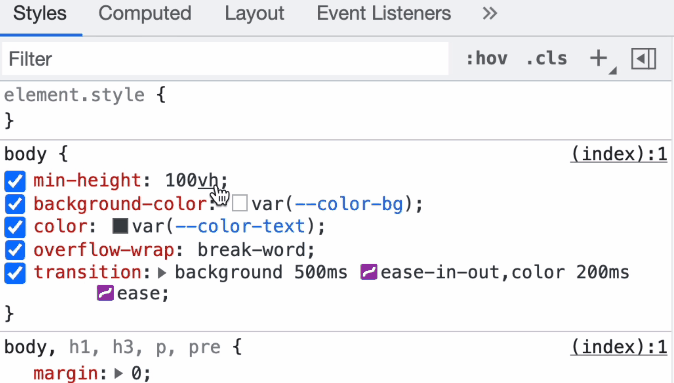 Styles Computed Layout Event Listeners »
Filter :hov .cls +
element.style {
}
body { (index):1
min-height: 100vh;
background-color: var(--color-bg);
color: var(--color-text);
overflow-wrap: break-word;
transition: background 500ms ease-in-out,color 200ms
ease;
}
body, h1, h3, p, pre { (index):1
margin: 0;